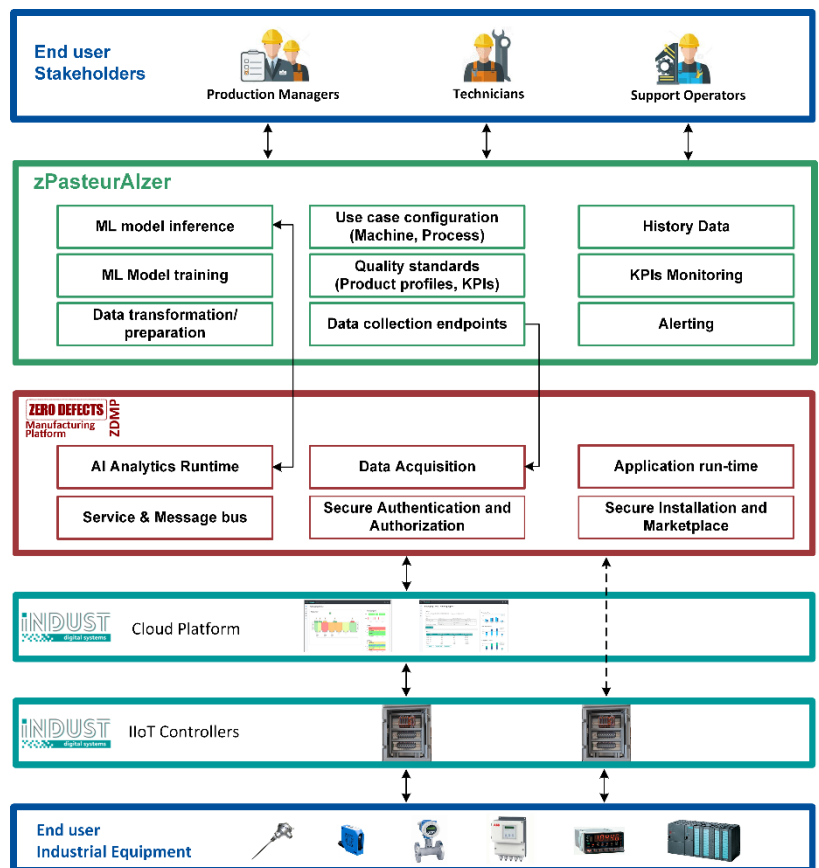 End user
Stakeholders
Production Managers
Technicians
Support Operators
zPasteurAIzer
ML model inference
Use case configuration
(Machine, Process)
History Data
ML Model training
Quality standards
(Product profiles, KPIs)
KPIs Monitoring
Data transformation/
preparation
Data collection endpoints
Alerting
ZERO DEFECTS
Manufacturing
Platform
ZDMP
AI Analytics Runtime
Data Acquisition
Application run-time
Service & Message bus
Secure Authentication and
Authorization
Secure Installation and
Marketplace
iNDUST
digital systems
Cloud Platform
iNDUST
digital systems
IIoT Controllers
End user
Industrial Equipment